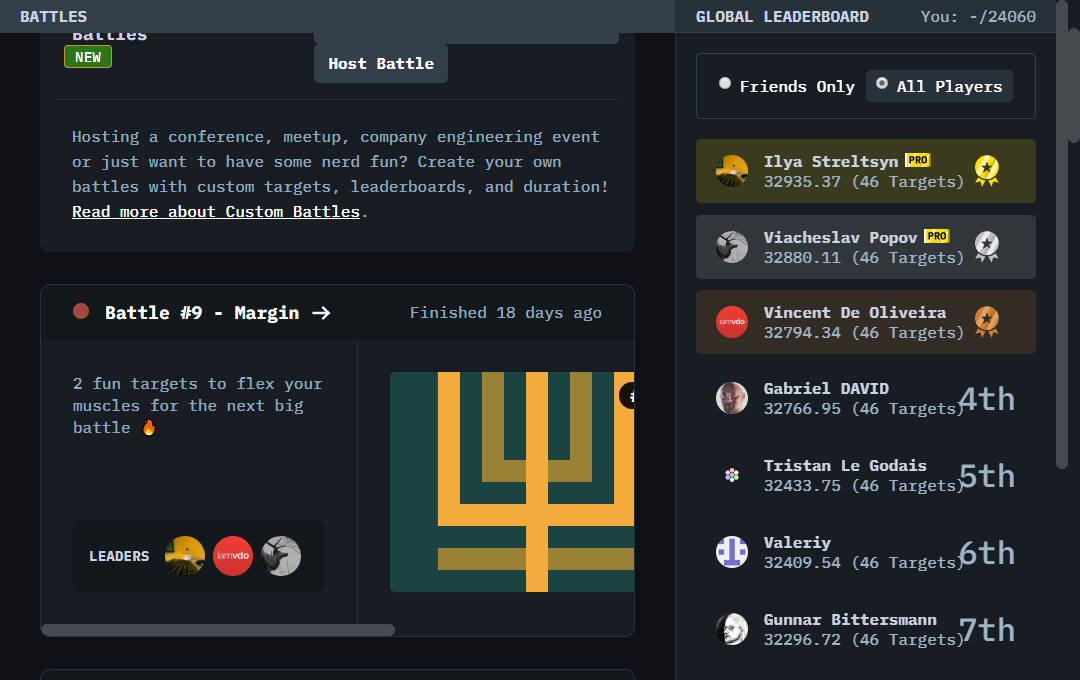 BATTLES
Battles
NEW
Host Battle
Hosting a conference, meetup, company engineering event
or just want to have some nerd fun? Create your own
battles with custom targets, leaderboards, and duration!
Read more about Custom Battles.
Battle #9 - Margin →
Finished 18 days ago
2 fun targets to flex your
muscles for the next big
battle 🔥
LEADERS
iamvdo
GLOBAL LEADERBOARD
You: -/24060
Friends Only
All Players
Ilya Streltsyn PRO
32935.37 (46 Targets)
Viacheslav Popov PRO
32880.11 (46 Targets)
iamvdo
Vincent De Oliveira
32794.34 (46 Targets)
Gabriel DAVID
32766.95 (46 Targets)
4th
Tristan Le Godais
32433.75 (46 Targets)
5th
Valeriy
32409.54 (46 Targets)
6th
Gunnar Bittersmann
32296.72 (46 Targets)
7th